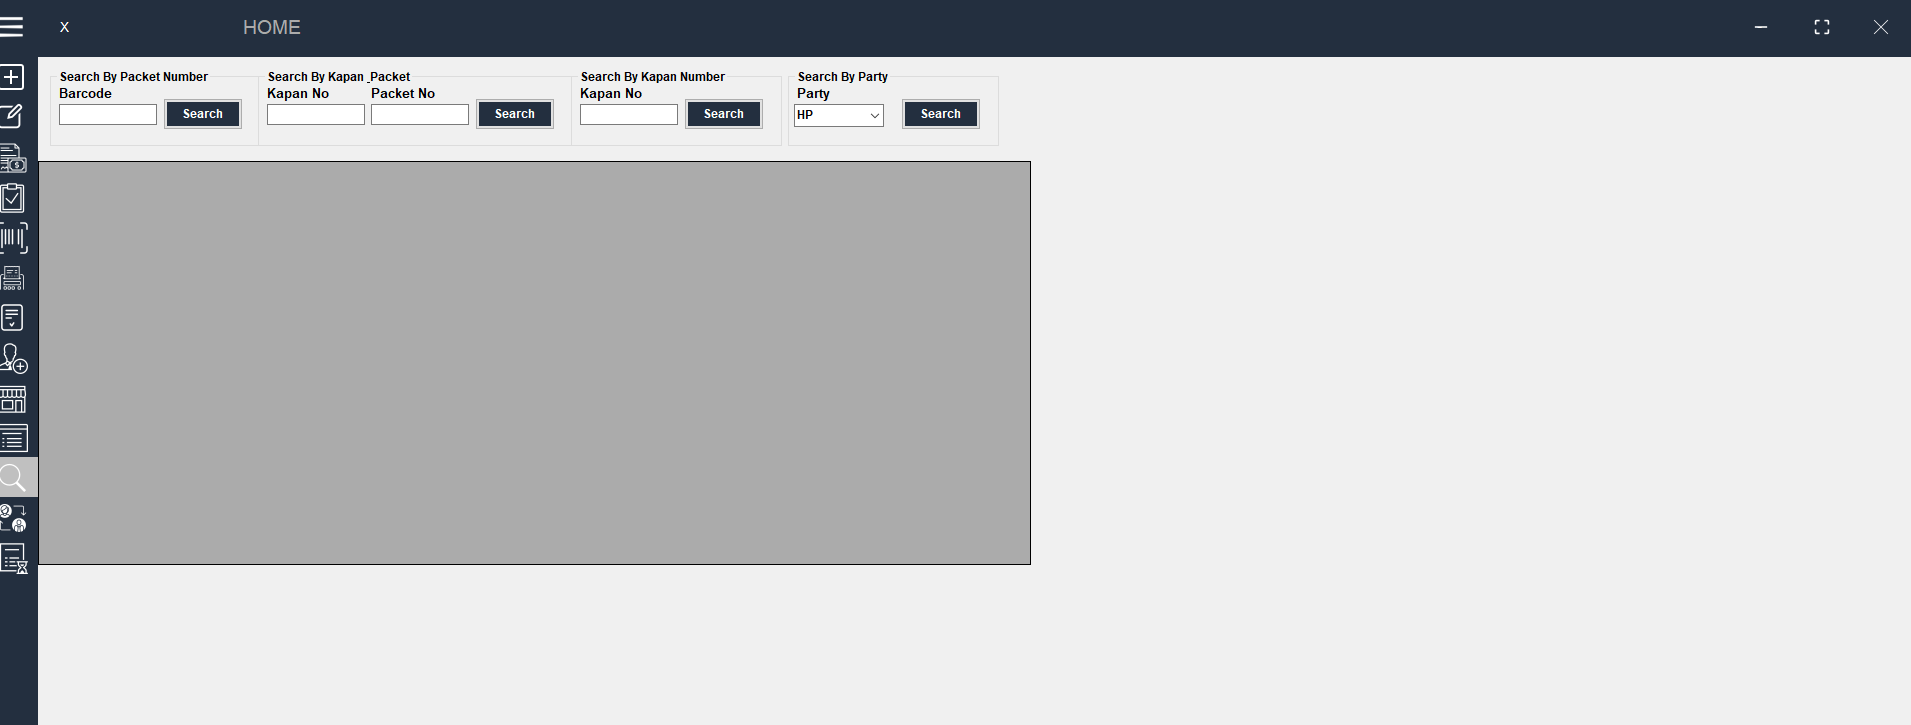 X HOME
Search By Packet Number
Barcode
Search
Search By Kapan _Packet
Kapan No Packet No
Search
Search By Kapan Number
Kapan No
Search
Search By Party
Party
HP
Search